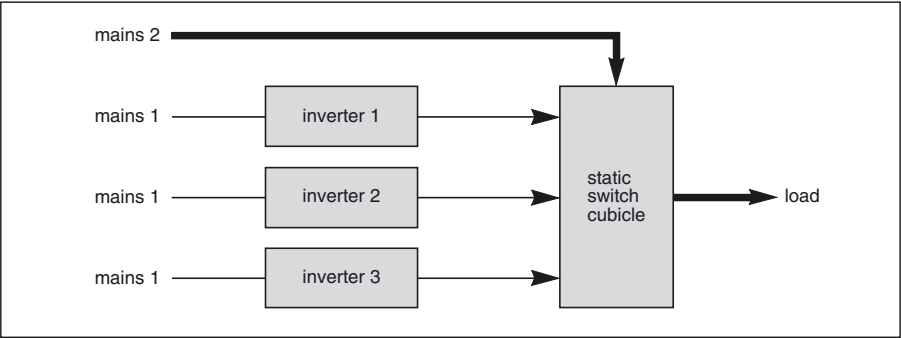 mains 2
mains 1
inverter 1
mains 1
inverter 2
static
switch
cubicle
load
mains 1
inverter 3